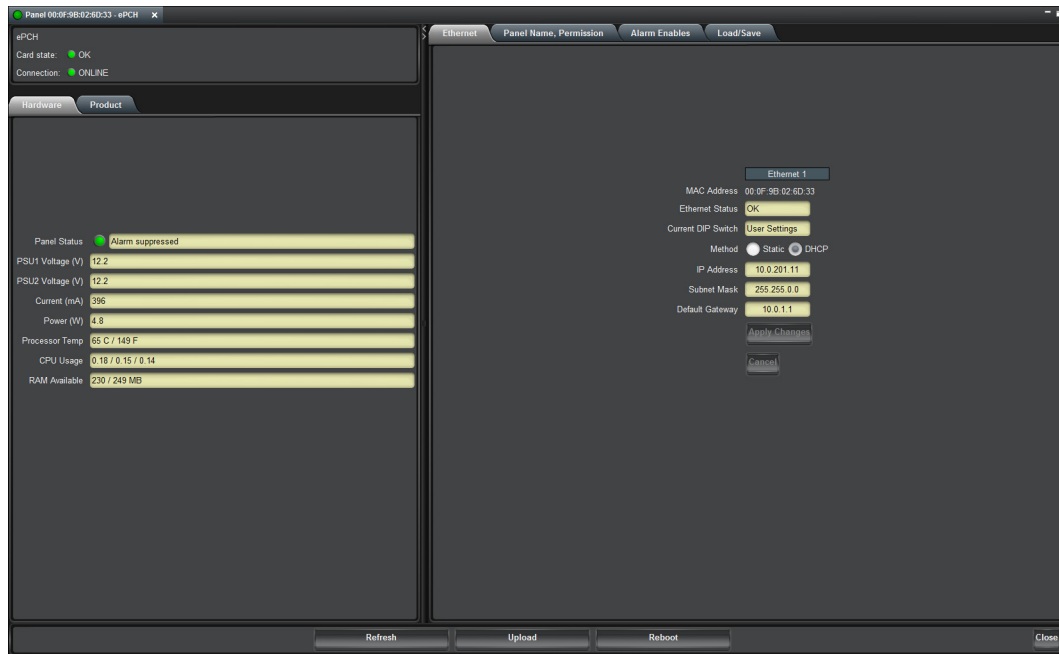 Panel 00:0F:9B:02:6D:33 - ePCH
ePCH
Card state: OK
Connection: ONLINE
Hardware Product
Panel Status Alarm suppressed
PSU1 Voltage (V) 12.2
PSU2 Voltage (V) 12.2
Current (mA) 396
Power (W) 4.8
Processor Temp 65 C / 149 F
CPU Usage 0.18 / 0.15 / 0.14
RAM Available 230 / 249 MB
Ethernet Panel Name, Permission Alarm Enables Load/Save
Ethernet 1
MAC Address 00:0F:9B:02:6D:33
Ethernet Status OK
Current DIP Switch User Settings
Method Static DHCP
IP Address 10.0.201.11
Subnet Mask 255.255.0.0
Default Gateway 10.0.1.1
Apply Changes
Cancel
Refresh Upload Reboot Close